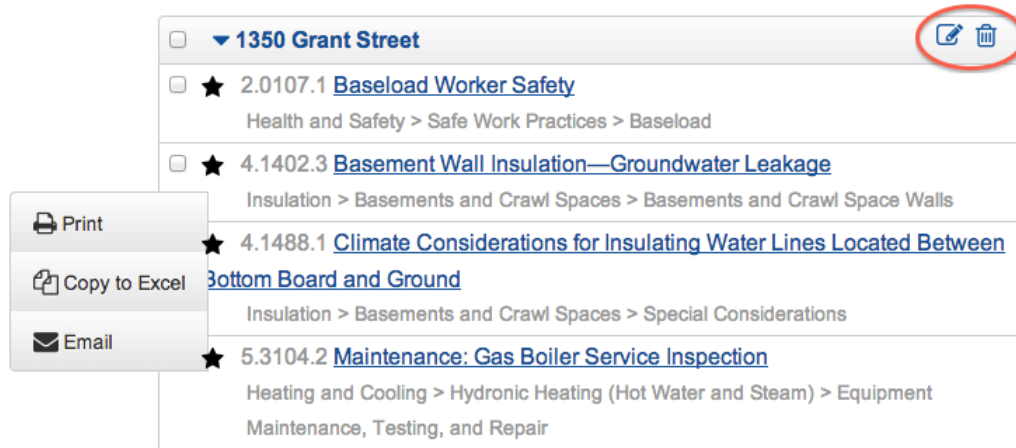 1350 Grant Street
2.0107.1 Baseload Worker Safety
Health and Safety > Safe Work Practices > Baseload
4.1402.3 Basement Wall Insulation—Groundwater Leakage
Insulation > Basements and Crawl Spaces > Basements and Crawl Space Walls
Print
4.1488.1 Climate Considerations for Insulating Water Lines Located Between
Copy to Excel
Bottom Board and Ground
Insulation > Basements and Crawl Spaces > Special Considerations
Email
5.3104.2 Maintenance: Gas Boiler Service Inspection
Heating and Cooling > Hydronic Heating (Hot Water and Steam) > Equipment
Maintenance, Testing, and Repair